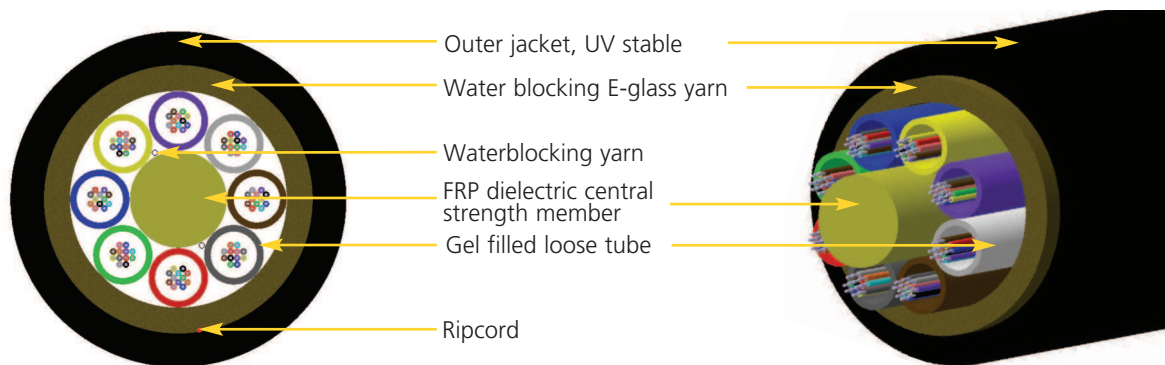 Outer jacket, UV stable
Water blocking E-glass yarn
Waterblocking yarn
FRP dielectric central
strength member
Gel filled loose tube
Ripcord